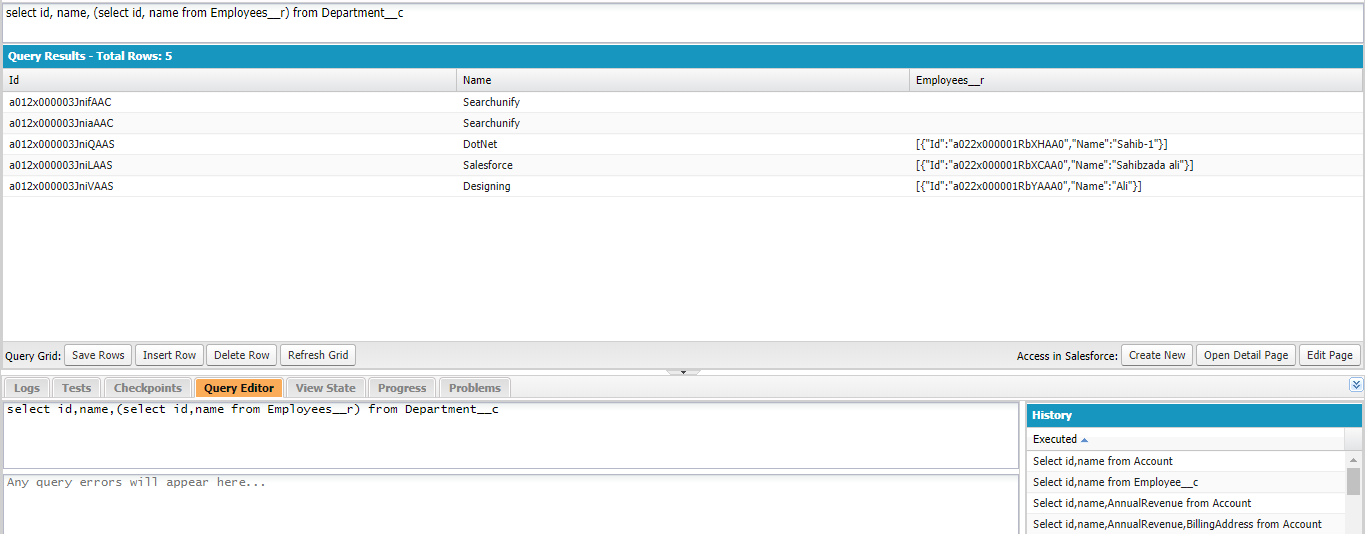 select id, name, (select id, name from Employees__r) from Department__c
Query Results - Total Rows: 5
Id Name Employees__r
a012x000003JnifAAC Searchunify
a012x000003JniaAAC Searchunify
a012x000003JniQAAS DotNet [{"Id":"a022x000001RbXHAA0","Name":"Sahib-1"}]
a012x000003JniLAAS Salesforce [{"Id":"a022x000001RbXCAA0","Name":"Sahibzada ali"}]
a012x000003JniVAAS Designing [{"Id":"a022x000001RbYAAA0","Name":"Ali"}]
Query Grid: Save Rows Insert Row Delete Row Refresh Grid Access in Salesforce: Create New Open Detail Page Edit Page
Logs Tests Checkpoints Query Editor View State Progress Problems
select id,name,(select id,name from Employees__r) from Department__c
Any query errors will appear here...
History
Executed
Select id,name from Account
Select id,name from Employee__c
Select id,name,AnnualRevenue from Account
Select id,name,AnnualRevenue,BillingAddress from Account